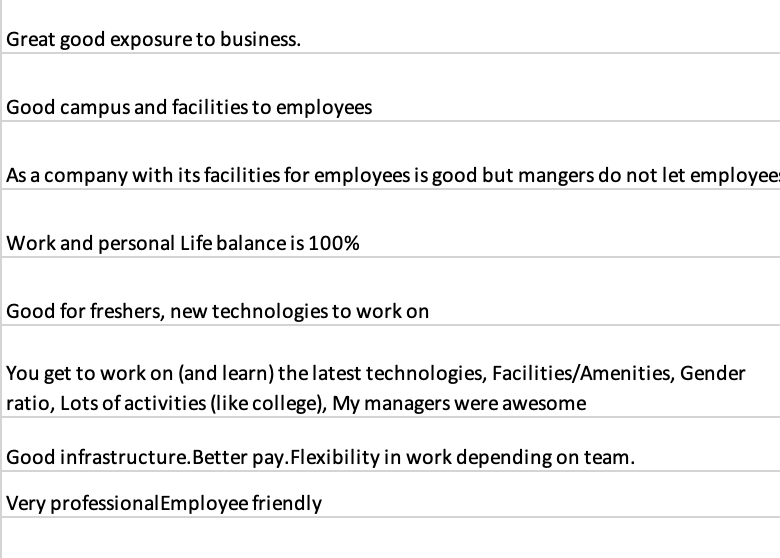 Great good exposure to business.
Good campus and facilities to employees
As a company with its facilities for employees is good but mangers do not let employees
Work and personal Life balance is 100%
Good for freshers, new technologies to work on
You get to work on (and learn) the latest technologies, Facilities/Amenities, Gender
ratio, Lots of activities (like college), My managers were awesome
Good infrastructure.Better pay.Flexibility in work depending on team.
Very professionalEmployee friendly